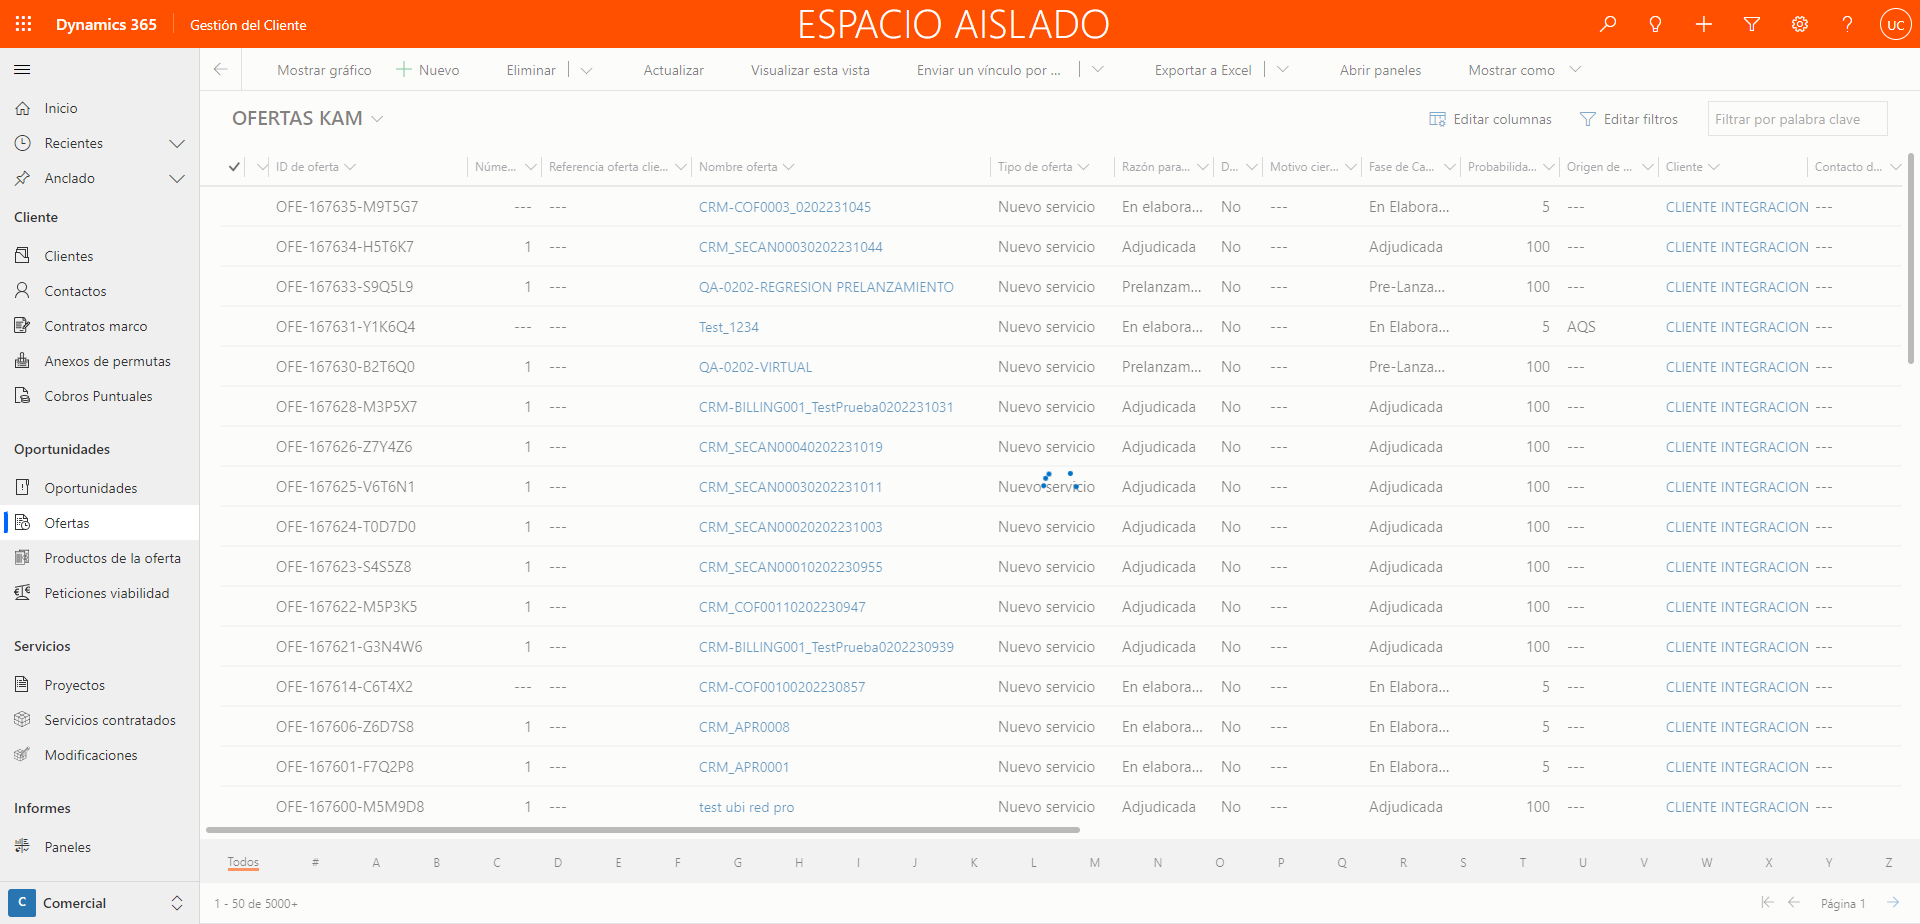 Dynamics 365 Gestión del Cliente ESPACIO AISLADO ? UC
Mostrar gráfico Nuevo Eliminar Actualizar Visualizar esta vista Enviar un vínculo por ... Exportar a Excel Abrir paneles Mostrar como
Inicio
Recientes
Anclado
Cliente
Clientes
Contactos
Contratos marco
Anexos de permutas
Cobros Puntuales
Oportunidades
Oportunidades
Ofertas
Productos de la oferta
Peticiones viabilidad
Servicios
Proyectos
Servicios contratados
Modificaciones
Informes
Paneles
C Comercial
OFERTAS KAM Editar columnas Editar filtros Filtrar por palabra clave
ID de oferta Núme... Referencia oferta clie... Nombre oferta Tipo de oferta Razón para... D... Motivo cier... Fase de Ca... Probabilida... Origen de ... Cliente Contacto d...
OFE-167635-M9T5G7 --- --- CRM-COF0003_0202231045 Nuevo servicio En elabora... No --- En Elabora... 5 --- CLIENTE INTEGRACION ---
OFE-167634-H5T6K7 1 --- CRM_SECAN00030202231044 Nuevo servicio Adjudicada No --- Adjudicada 100 --- CLIENTE INTEGRACION ---
OFE-167633-S9Q5L9 1 --- QA-0202-REGRESION PRELANZAMIENTO Nuevo servicio Prelanzam... No --- Pre-Lanza... 100 --- CLIENTE INTEGRACION ---
OFE-167631-Y1K6Q4 --- --- Test_1234 Nuevo servicio En elabora... No --- En Elabora... 5 AQS CLIENTE INTEGRACION ---
OFE-167630-B2T6Q0 1 --- QA-0202-VIRTUAL Nuevo servicio Prelanzam... No --- Pre-Lanza... 100 --- CLIENTE INTEGRACION ---
OFE-167628-M3P5X7 1 --- CRM-BILLING001_TestPrueba0202231031 Nuevo servicio Adjudicada No --- Adjudicada 100 --- CLIENTE INTEGRACION ---
OFE-167626-Z7Y4Z6 1 --- CRM_SECAN00040202231019 Nuevo servicio Adjudicada No --- Adjudicada 100 --- CLIENTE INTEGRACION ---
OFE-167625-V6T6N1 1 --- CRM_SECAN00030202231011 Nuevo servicio Adjudicada No --- Adjudicada 100 --- CLIENTE INTEGRACION ---
OFE-167624-T0D7D0 1 --- CRM_SECAN00020202231003 Nuevo servicio Adjudicada No --- Adjudicada 100 --- CLIENTE INTEGRACION ---
OFE-167623-S4S5Z8 1 --- CRM_SECAN00010202230955 Nuevo servicio Adjudicada No --- Adjudicada 100 --- CLIENTE INTEGRACION ---
OFE-167622-M5P3K5 1 --- CRM_COF00110202230947 Nuevo servicio Adjudicada No --- Adjudicada 100 --- CLIENTE INTEGRACION ---
OFE-167621-G3N4W6 1 --- CRM-BILLING001_TestPrueba0202230939 Nuevo servicio Adjudicada No --- Adjudicada 100 --- CLIENTE INTEGRACION ---
OFE-167614-C6T4X2 --- --- CRM-COF00100202230857 Nuevo servicio En elabora... No --- En Elabora... 5 --- CLIENTE INTEGRACION ---
OFE-167606-Z6D7S8 1 --- CRM_APR0008 Nuevo servicio En elabora... No --- En Elabora... 5 --- CLIENTE INTEGRACION ---
OFE-167601-F7Q2P8 1 --- CRM_APR0001 Nuevo servicio En elabora... No --- En Elabora... 5 --- CLIENTE INTEGRACION ---
OFE-167600-M5M9D8 1 --- test ubi red pro Nuevo servicio Adjudicada No --- Adjudicada 100 --- CLIENTE INTEGRACION ---
Todos # A B C D E F G H I J K L M N O P Q R S T U V W X Y Z
1 - 50 de 5000+ Página 1